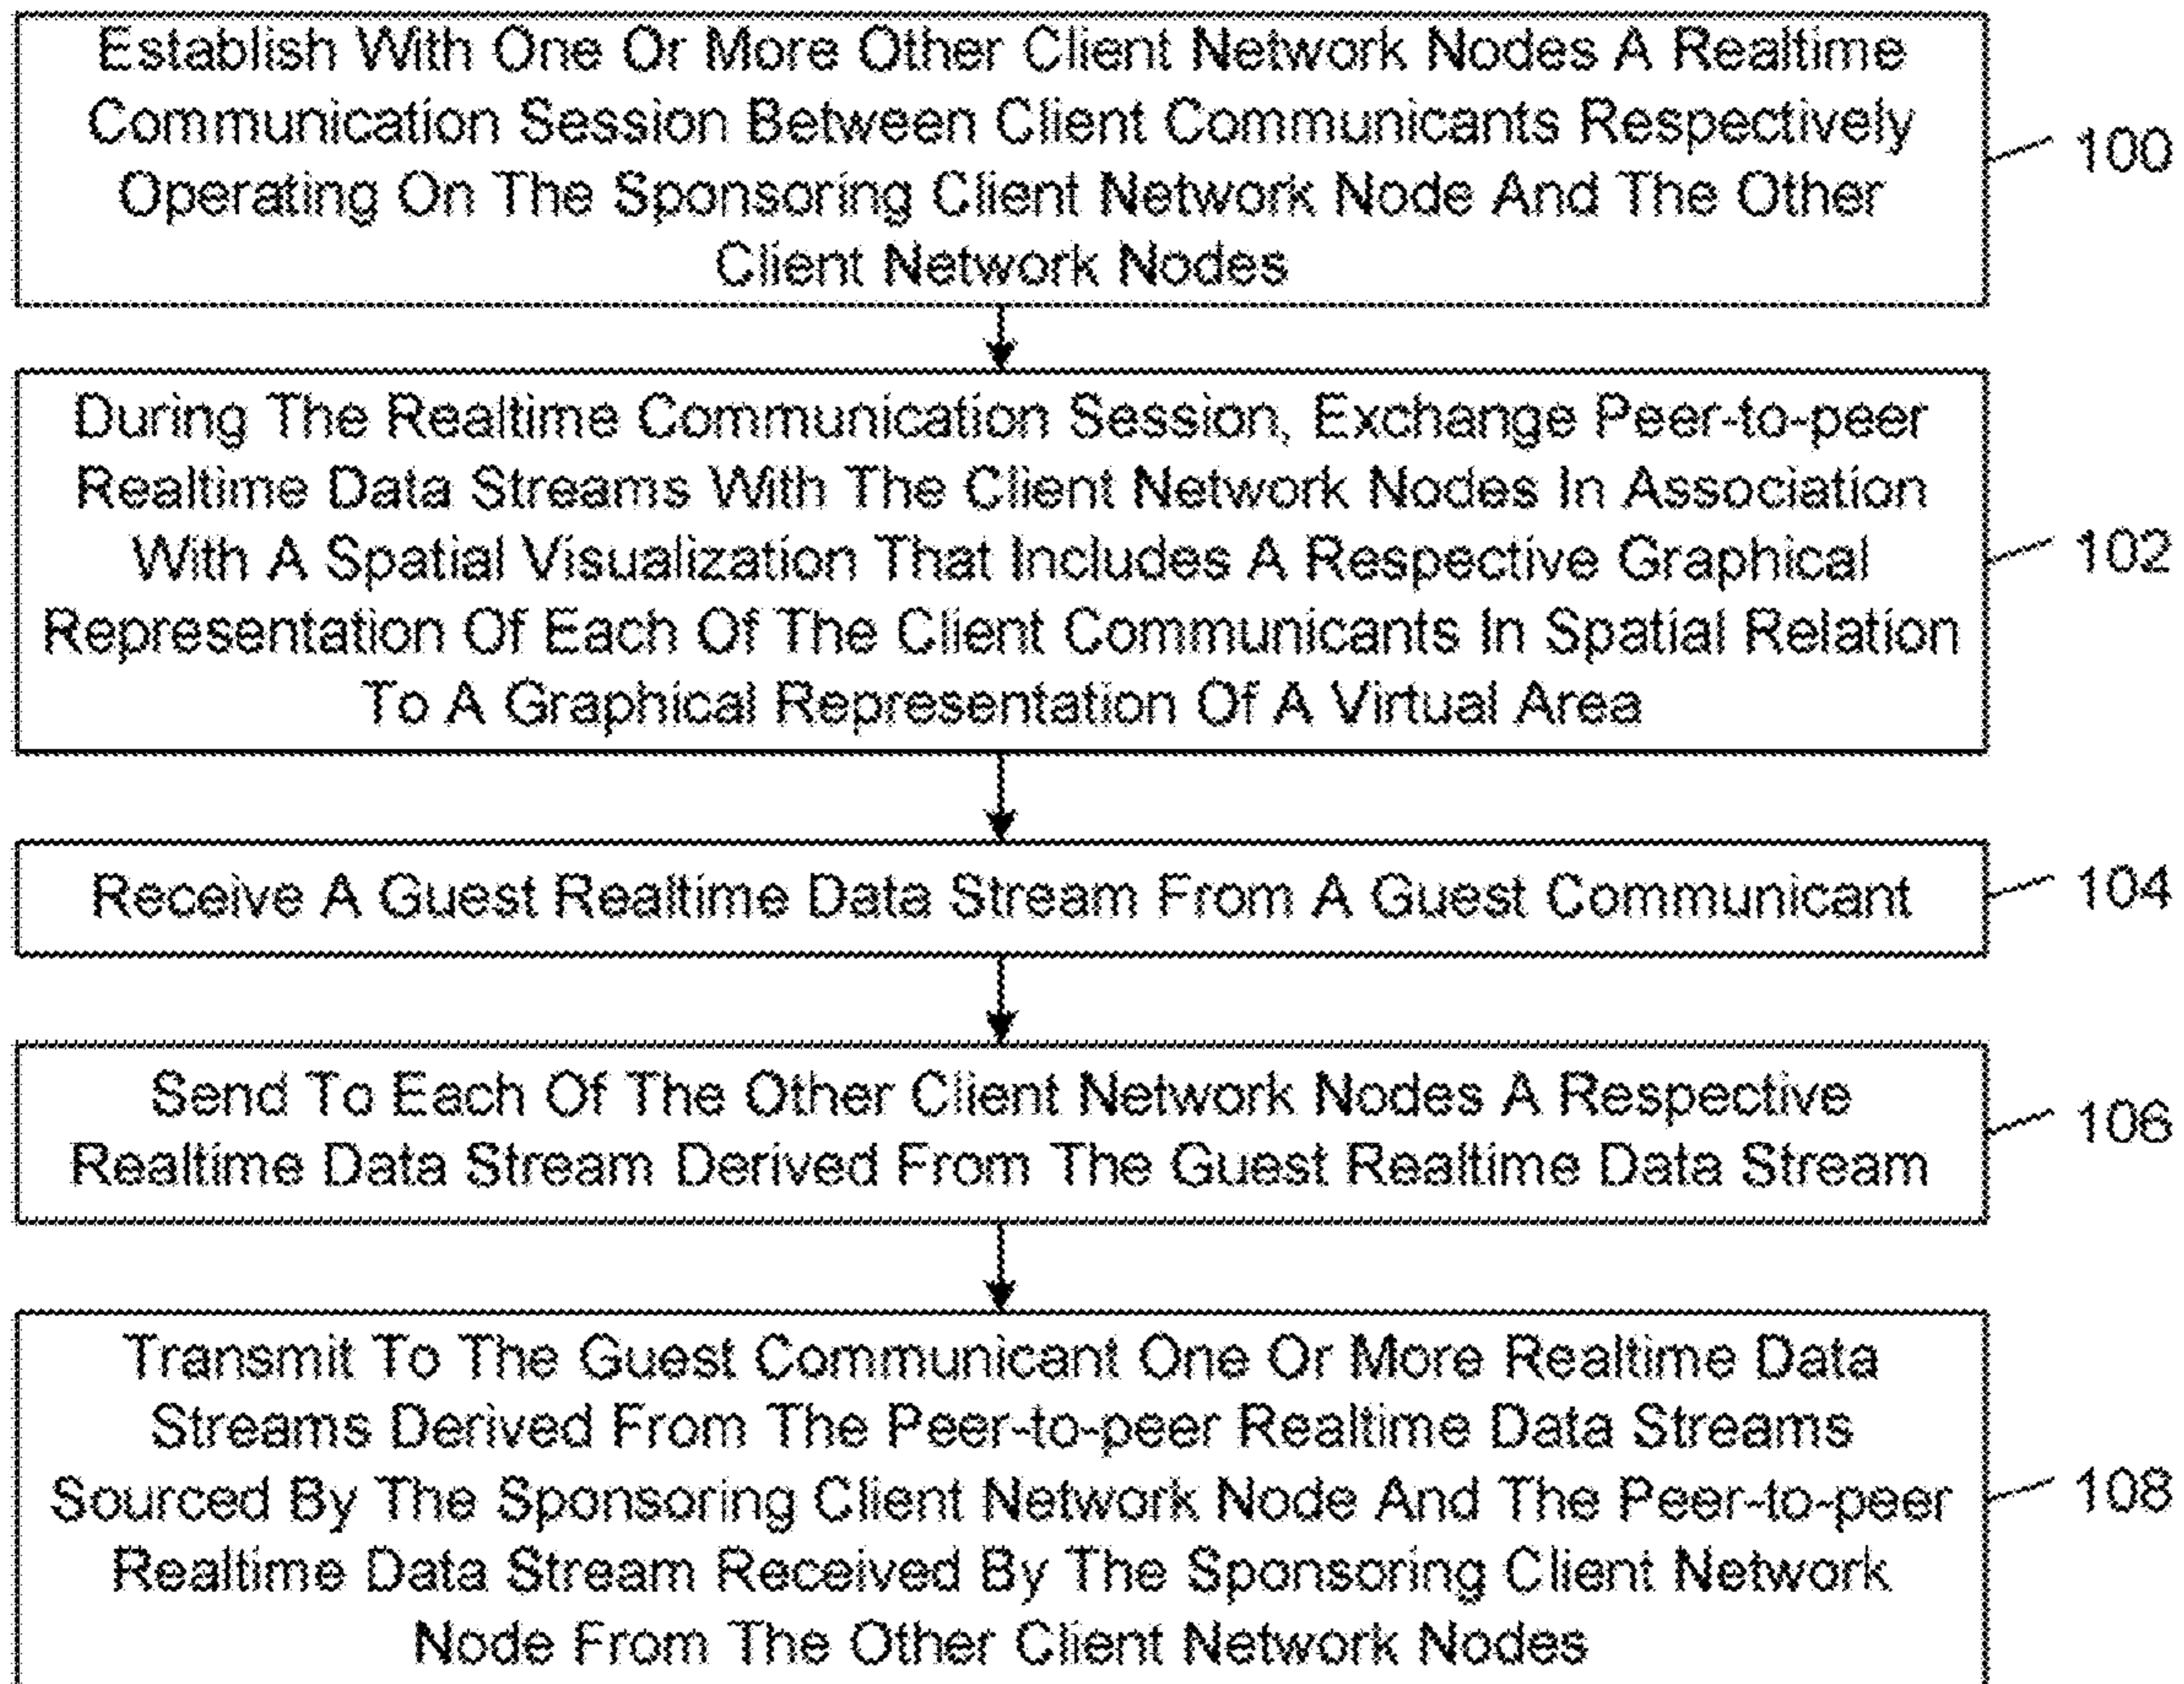 Establish With One Or More Other Client Network Nodes A Realtime
Communication Session Between Client Communicants Respectively
Operating On The Sponsoring Client Network Node And The Other
Client Network Nodes
100
During The Realtime Communication Session, Exchange Peer-to-peer
Realtime Data Streams With The Client Network Nodes In Association
With A Spatial Visualization That Includes A Respective Graphical
Representation Of Each Of The Client Communicants In Spatial Relation
To A Graphical Representation Of A Virtual Area
102
Receive A Guest Realtime Data Stream From A Guest Communicant
104
Send To Each Of The Other Client Network Nodes A Respective
Realtime Data Stream Derived From The Guest Realtime Data Stream
106
Transmit To The Guest Communicant One Or More Realtime Data
Streams Derived From The Peer-to-peer Realtime Data Streams
Sourced By The Sponsoring Client Network Node And The Peer-to-peer
Realtime Data Stream Received By The Sponsoring Client Network
Node From The Other Client Network Nodes
108